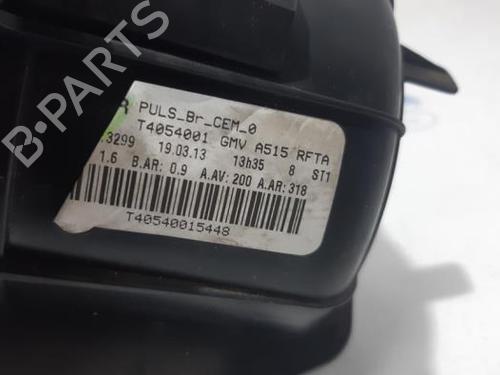 B-PARTS
R PULS_Br_CEM_0
T4054001 GMV A515 RFTA
.3299 19.03.13 13h35 8 ST1
1.6 B.AR: 0.9 A.AV: 200 A.AR: 318
T40540015448